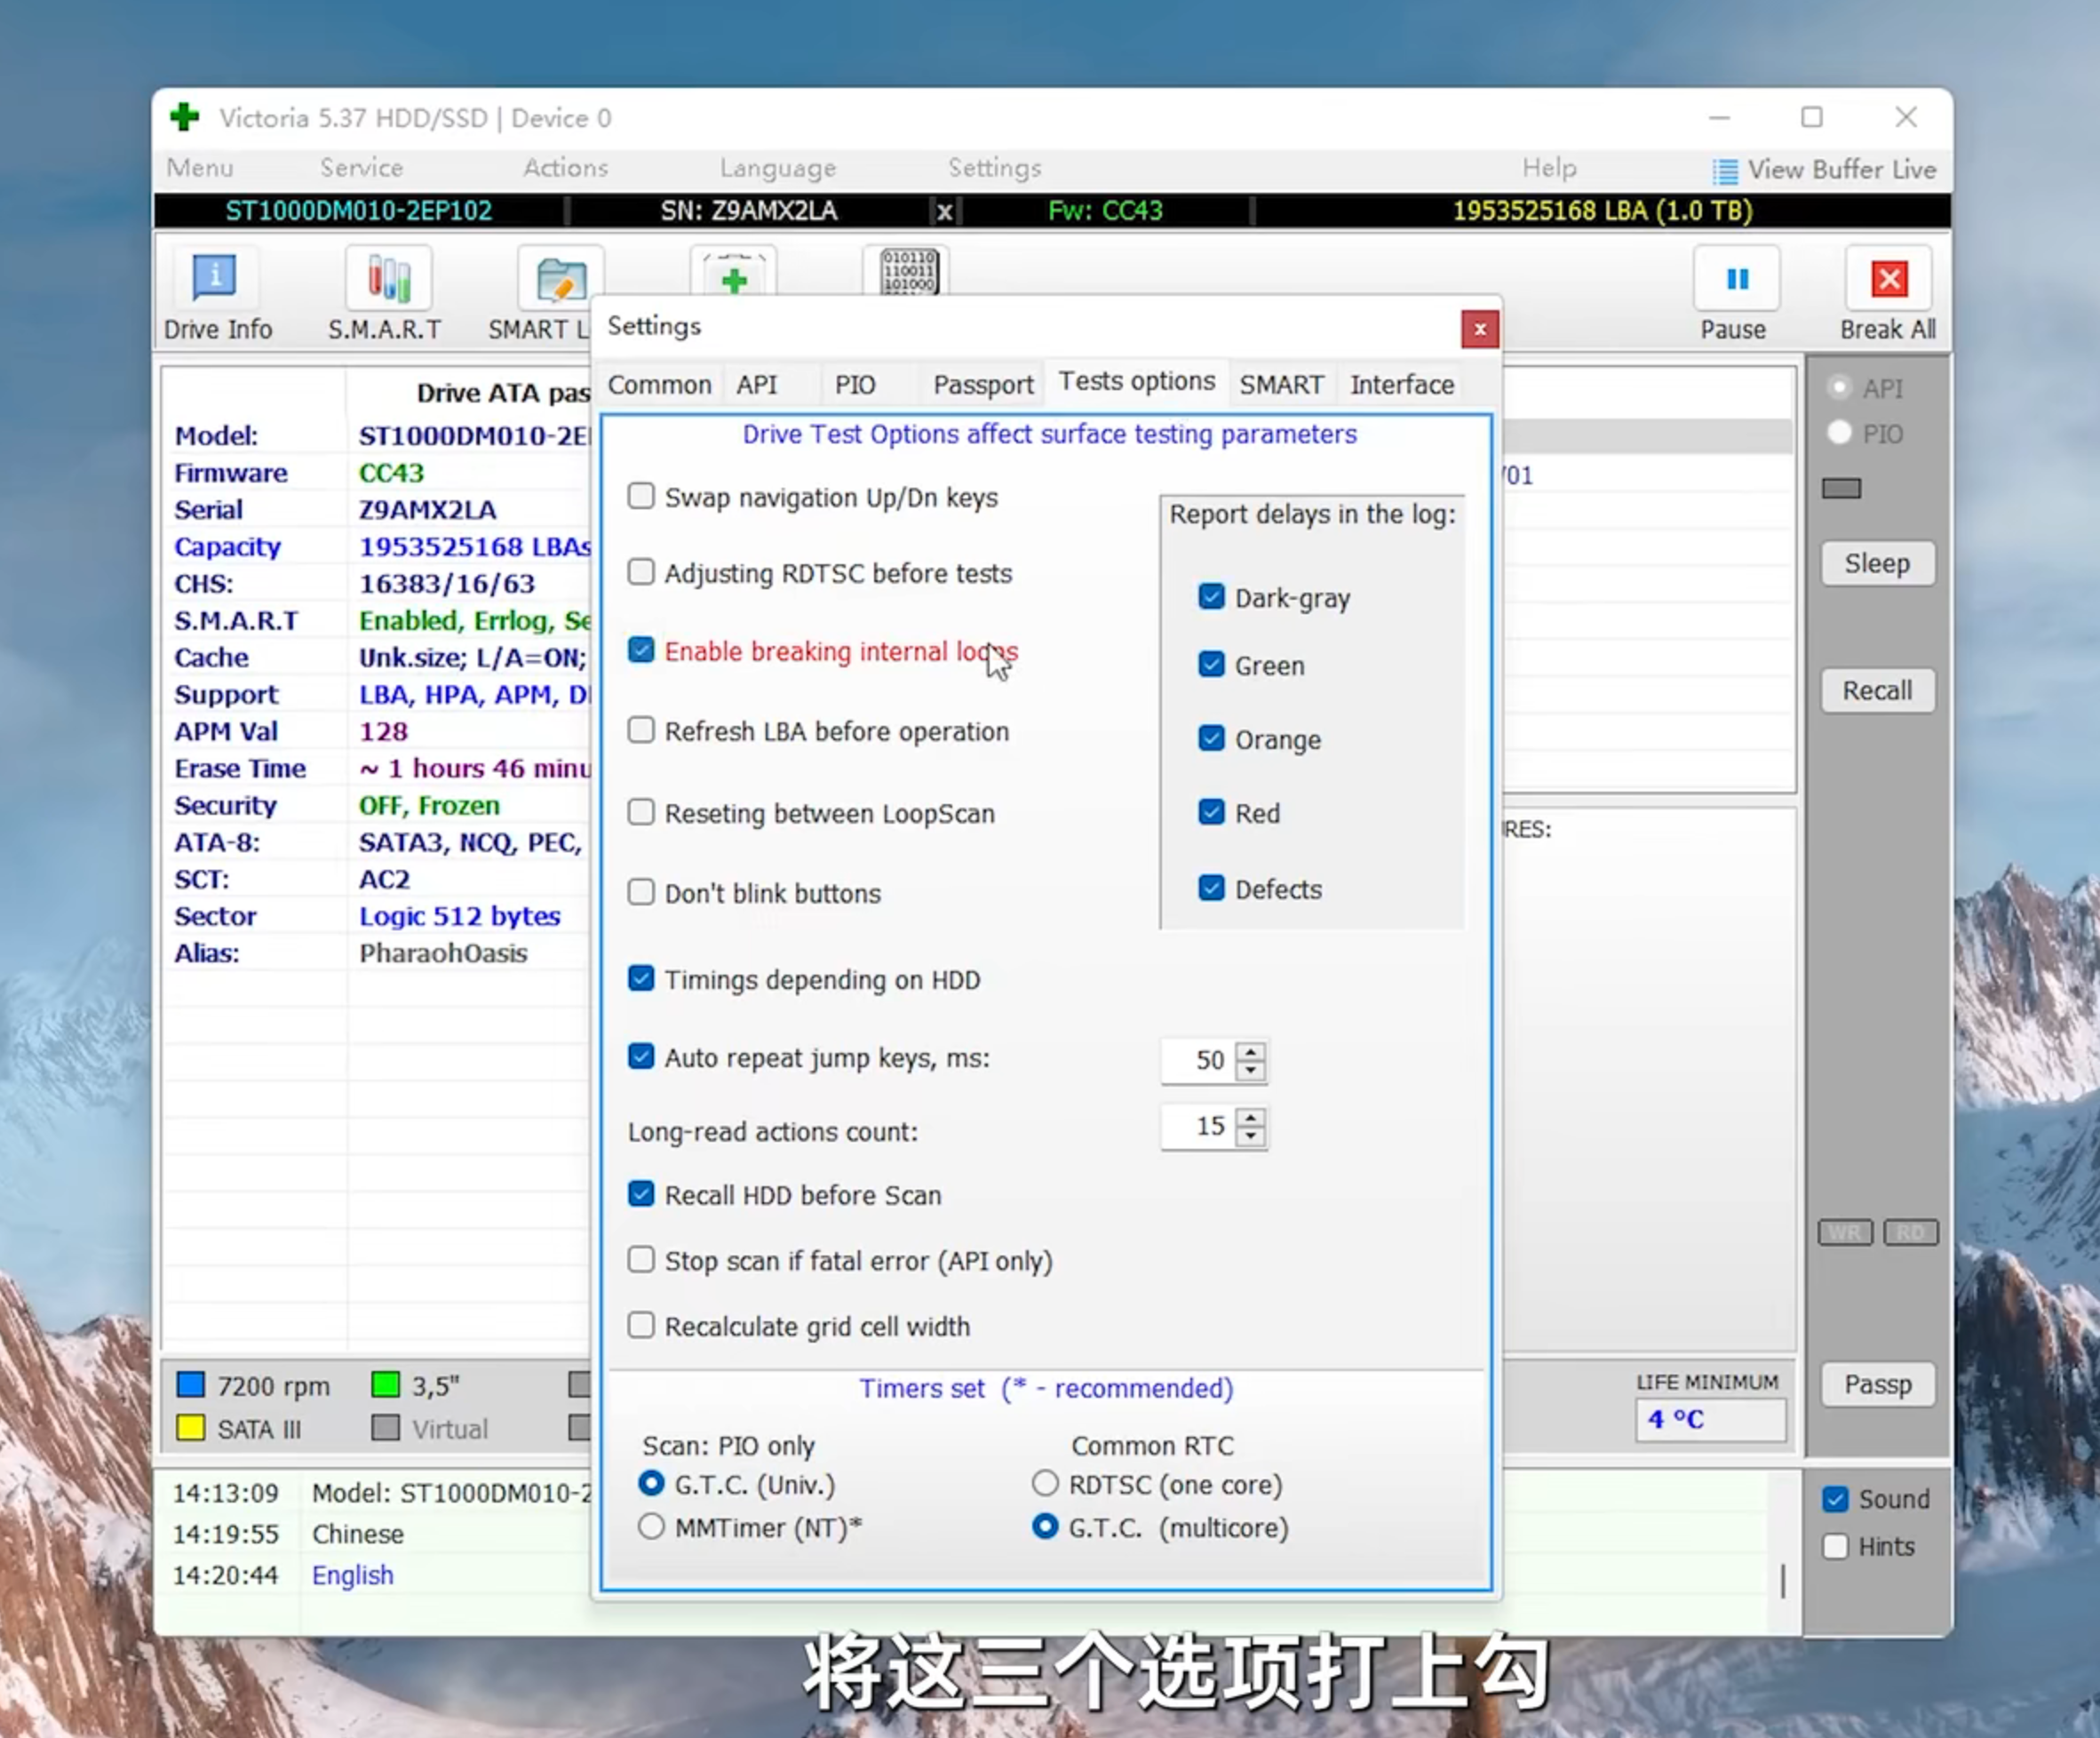 Victoria 5.37 HDD/SSD | Device 0
Menu Service Actions Language Settings Help View Buffer Live
ST1000DM010-2EP102 SN: Z9AMX2LA x Fw: CC43 1953525168 LBA (1.0 TB)
010110
110011
101000
Drive Info S.M.A.R.T SMART L Pause Break All
Settings
x
Common API PIO Passport Tests options SMART Interface
Drive Test Options affect surface testing parameters
Swap navigation Up/Dn keys
Adjusting RDTSC before tests
Enable breaking internal loops
Refresh LBA before operation
Reseting between LoopScan
Don't blink buttons
Timings depending on HDD
Auto repeat jump keys, ms: 50
Long-read actions count: 15
Recall HDD before Scan
Stop scan if fatal error (API only)
Recalculate grid cell width
Report delays in the log:
Dark-gray
Green
Orange
Red
Defects
Timers set (* - recommended)
Scan: PIO only Common RTC
G.T.C. (Univ.) RDTSC (one core)
MMTimer (NT)* G.T.C. (multicore)
Drive ATA pas
Model: ST1000DM010-2E
Firmware CC43
Serial Z9AMX2LA
Capacity 1953525168 LBAs
CHS: 16383/16/63
S.M.A.R.T Enabled, Errlog, Se
Cache Unk.size; L/A=ON;
Support LBA, HPA, APM, D
APM Val 128
Erase Time ~ 1 hours 46 minu
Security OFF, Frozen
ATA-8: SATA3, NCQ, PEC,
SCT: AC2
Sector Logic 512 bytes
Alias: PharaohOasis
7200 rpm 3,5"
SATA III Virtual
14:13:09 Model: ST1000DM010-2
14:19:55 Chinese
14:20:44 English
/01
RES:
LIFE MINIMUM
4 °C
API
PIO
Sleep
Recall
WR RD
Passp
Sound
Hints
将这三个选项打上勾